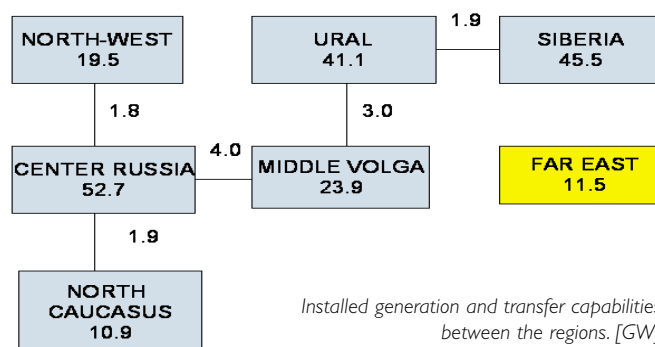 NORTH-WEST
19.5
URAL
41.1
1.9
SIBERIA
45.5
1.8
3.0
CENTER RUSSIA
52.7
4.0
MIDDLE VOLGA
23.9
FAR EAST
11.5
1.9
NORTH
CAUCASUS
10.9
Installed generation and transfer capabilities
between the regions. [GW]